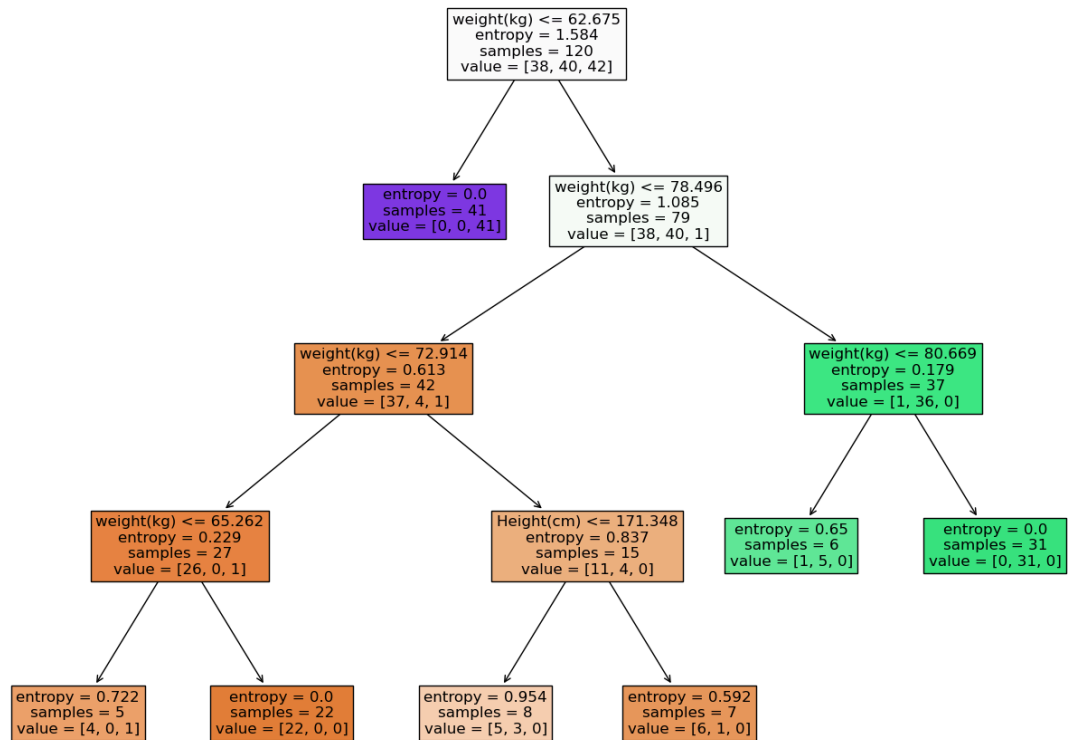 weight(kg) <= 62.675
entropy = 1.584
samples = 120
value = [38, 40, 42]
entropy = 0.0
samples = 41
value = [0, 0, 41]
weight(kg) <= 78.496
entropy = 1.085
samples = 79
value = [38, 40, 1]
weight(kg) <= 72.914
entropy = 0.613
samples = 42
value = [37, 4, 1]
weight(kg) <= 80.669
entropy = 0.179
samples = 37
value = [1, 36, 0]
weight(kg) <= 65.262
entropy = 0.229
samples = 27
value = [26, 0, 1]
Height(cm) <= 171.348
entropy = 0.837
samples = 15
value = [11, 4, 0]
entropy = 0.65
samples = 6
value = [1, 5, 0]
entropy = 0.0
samples = 31
value = [0, 31, 0]
entropy = 0.722
samples = 5
value = [4, 0, 1]
entropy = 0.0
samples = 22
value = [22, 0, 0]
entropy = 0.954
samples = 8
value = [5, 3, 0]
entropy = 0.592
samples = 7
value = [6, 1, 0]